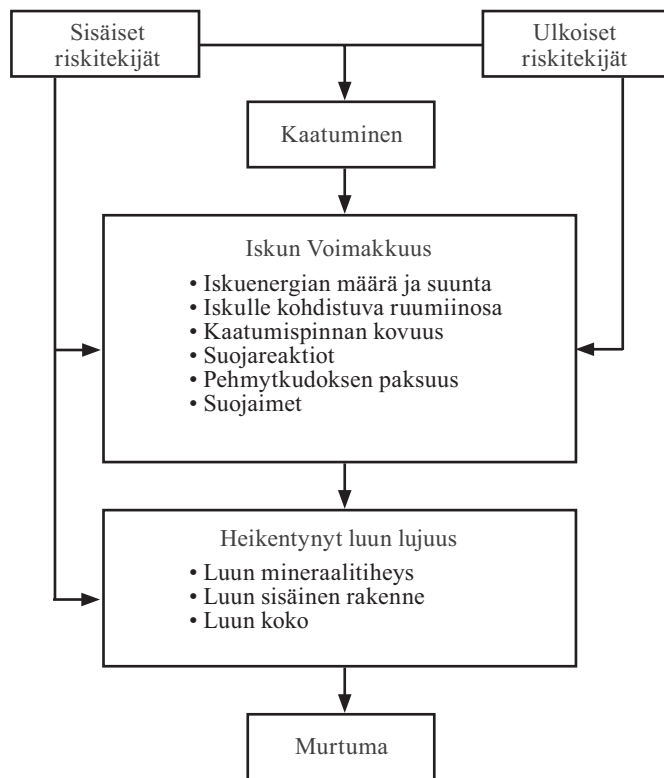 Sisäiset
riskitekijät
Ulkoiset
riskitekijät
Kaatuminen
Iskun Voimakkuus
• Iskuenergian määrä ja suunta
• Iskulle kohdistuva ruumiinosa
• Kaatumispinnan kovuus
• Suojareaktiot
• Pehmytkudoksen paksuus
• Suojaimet
Heikentynyt luun lujuus
• Luun mineraalitiheys
• Luun sisäinen rakenne
• Luun koko
Murtuma